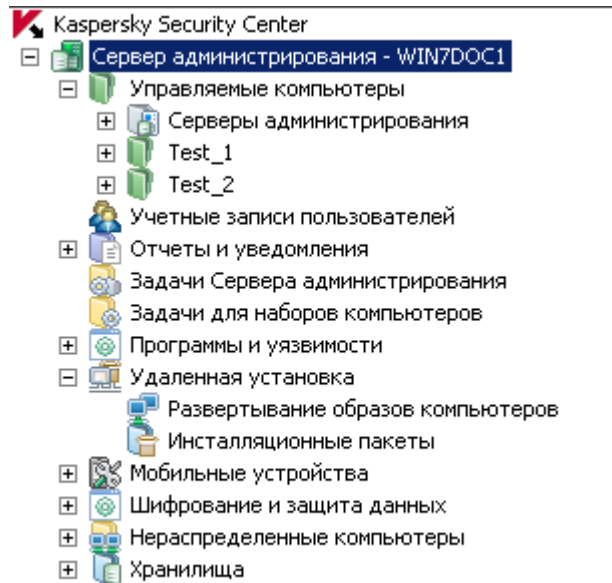 Kaspersky Security Center
Сервер администрирования - WIN7DOC1
Управляемые компьютеры
Серверы администрирования
Test_1
Test_2
Учетные записи пользователей
Отчеты и уведомления
Задачи Сервера администрирования
Задачи для наборов компьютеров
Программы и уязвимости
Удаленная установка
Развертывание образов компьютеров
Инсталляционные пакеты
Мобильные устройства
Шифрование и защита данных
Нераспределенные компьютеры
Хранилища